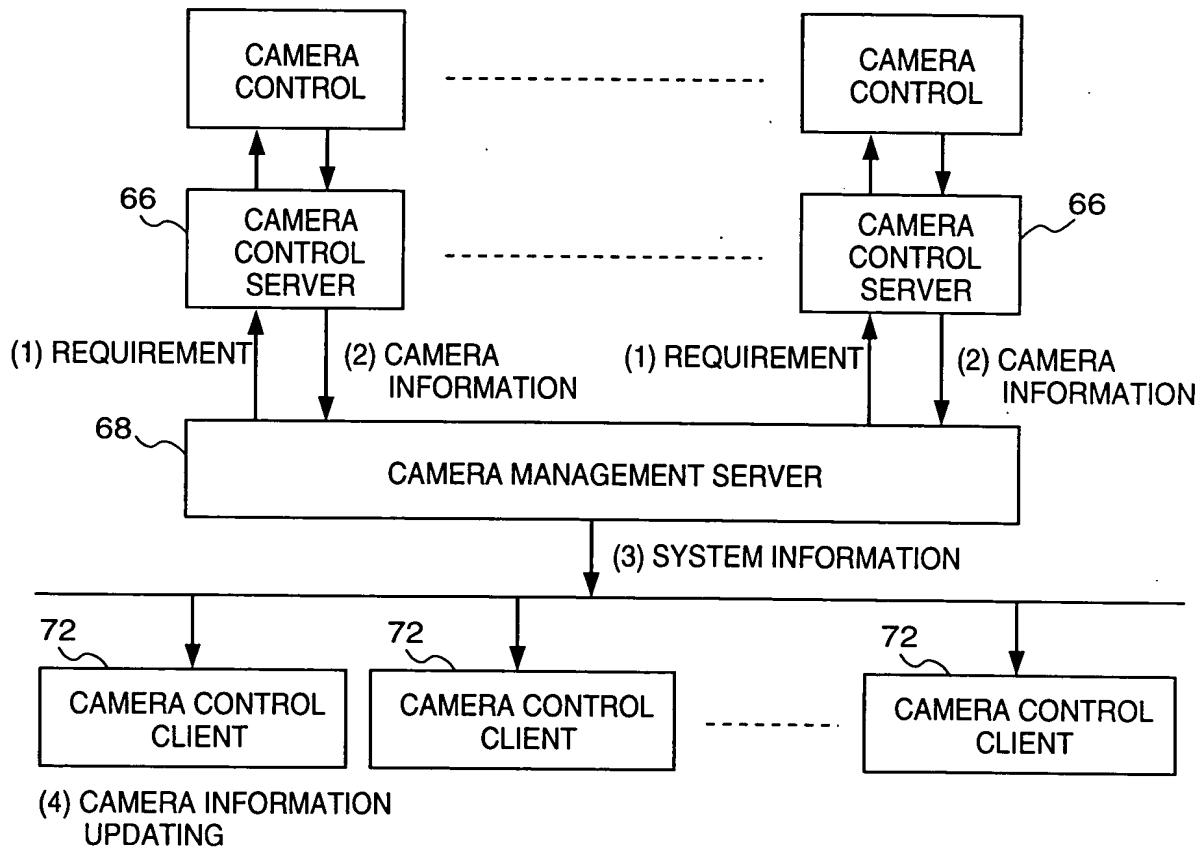 CAMERA
CONTROL
CAMERA
CONTROL
66
CAMERA
CONTROL
SERVER
CAMERA
CONTROL
SERVER
66
(1) REQUIREMENT
(2) CAMERA
INFORMATION
(1) REQUIREMENT
(2) CAMERA
INFORMATION
68
CAMERA MANAGEMENT SERVER
(3) SYSTEM INFORMATION
72
CAMERA CONTROL
CLIENT
72
CAMERA CONTROL
CLIENT
72
CAMERA CONTROL
CLIENT
(4) CAMERA INFORMATION
UPDATING